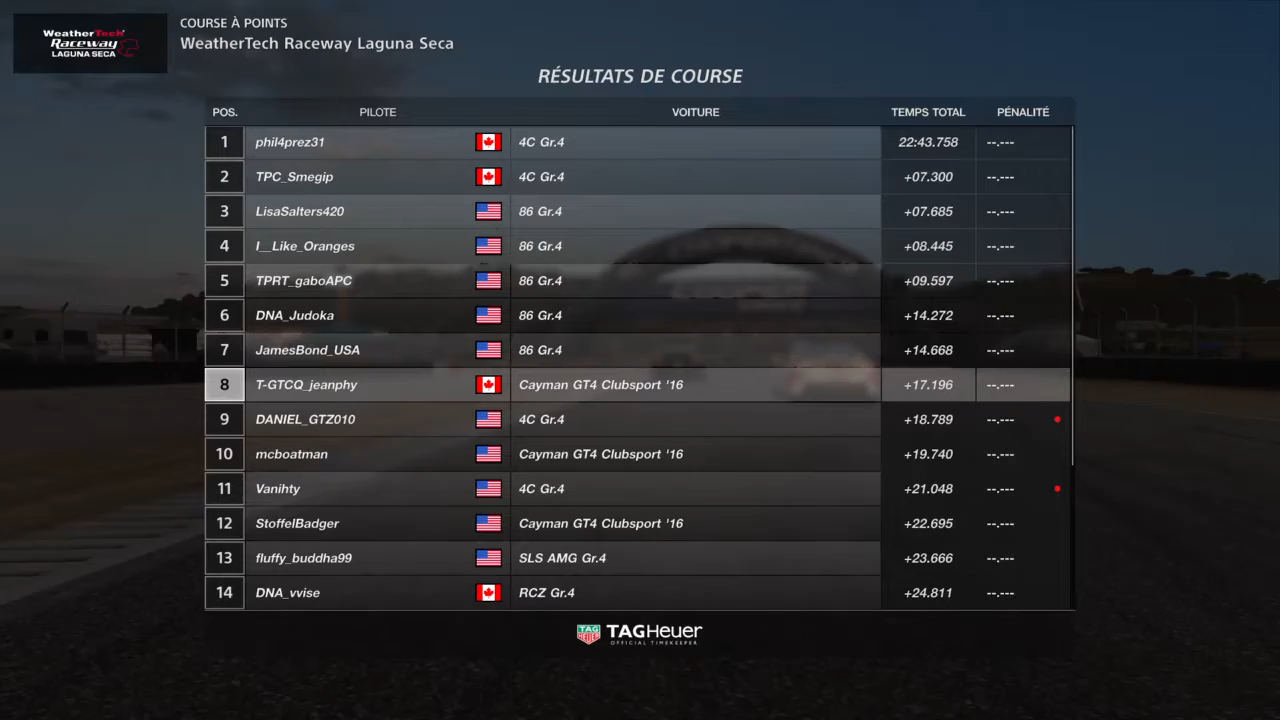 WeatherTech
Raceway
LAGUNA SECA
COURSE À POINTS
WeatherTech Raceway Laguna Seca
RÉSULTATS DE COURSE
POS. PILOTE VOITURE TEMPS TOTAL PÉNALITÉ
1 phil4prez31 4C Gr.4 22:43.758 --.---
2 TPC_Smegip 4C Gr.4 +07.300 --.---
3 LisaSalters420 86 Gr.4 +07.685 --.---
4 I__Like_Oranges 86 Gr.4 +08.445 --.---
5 TPRT_gaboAPC 86 Gr.4 +09.597 --.---
6 DNA_Judoka 86 Gr.4 +14.272 --.---
7 JamesBond_USA 86 Gr.4 +14.668 --.---
8 T-GTCQ_jeanphy Cayman GT4 Clubsport '16 +17.196 --.---
9 DANIEL_GTZ010 4C Gr.4 +18.789 --.---
10 mcboatman Cayman GT4 Clubsport '16 +19.740 --.---
11 Vanihty 4C Gr.4 +21.048 --.---
12 StoffelBadger Cayman GT4 Clubsport '16 +22.695 --.---
13 fluffy_buddha99 SLS AMG Gr.4 +23.666 --.---
14 DNA_vvise RCZ Gr.4 +24.811 --.---
TAG HEUER TAGHeuer
OFFICIAL TIMEKEEPER